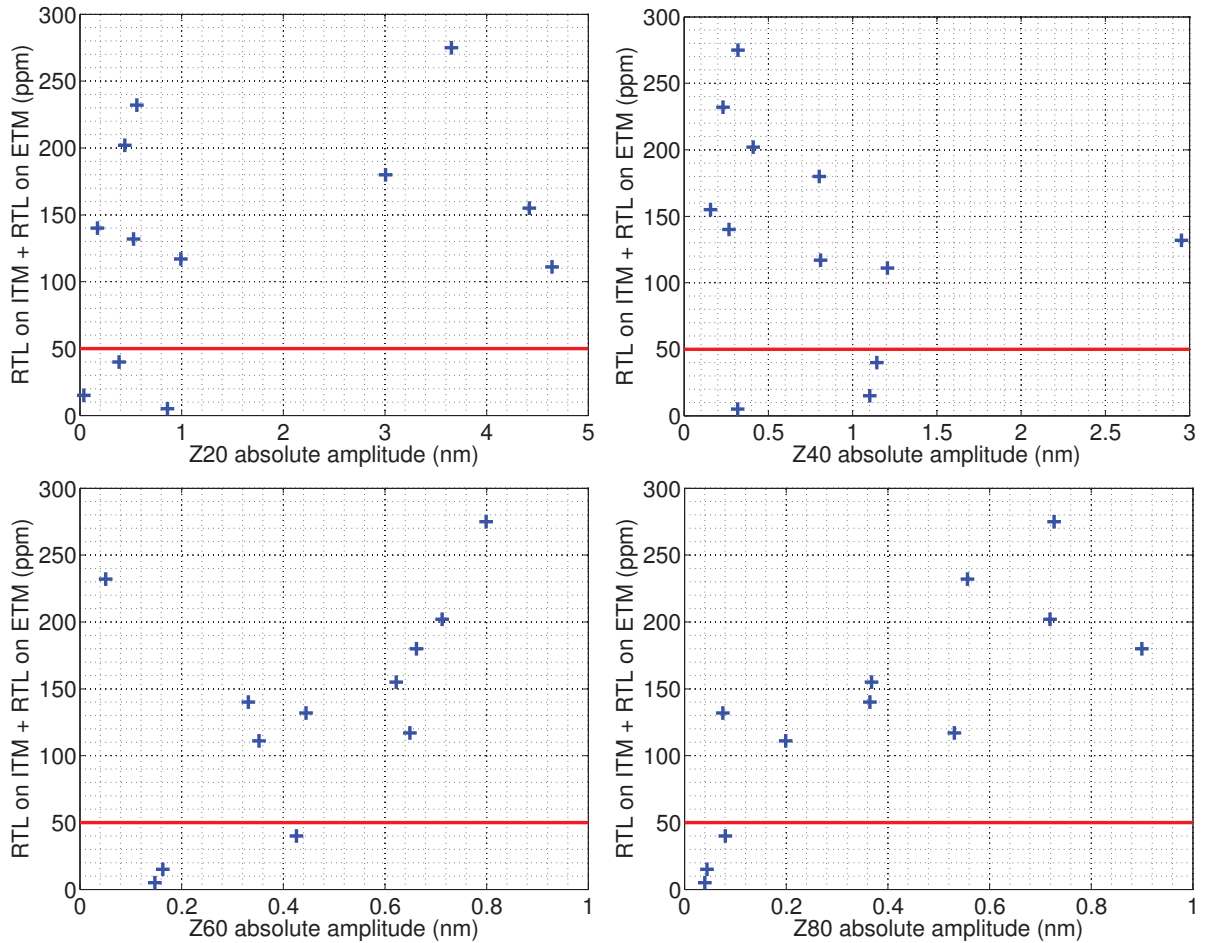 300
250
200
150
100
50
0
RTL on ITM + RTL on ETM (ppm)
0 1 2 3 4 5
Z20 absolute amplitude (nm)
300
250
200
150
100
50
0
RTL on ITM + RTL on ETM (ppm)
0 0.5 1 1.5 2 2.5 3
Z40 absolute amplitude (nm)
300
250
200
150
100
50
0
RTL on ITM + RTL on ETM (ppm)
0 0.2 0.4 0.6 0.8 1
Z60 absolute amplitude (nm)
300
250
200
150
100
50
0
RTL on ITM + RTL on ETM (ppm)
0 0.2 0.4 0.6 0.8 1
Z80 absolute amplitude (nm)